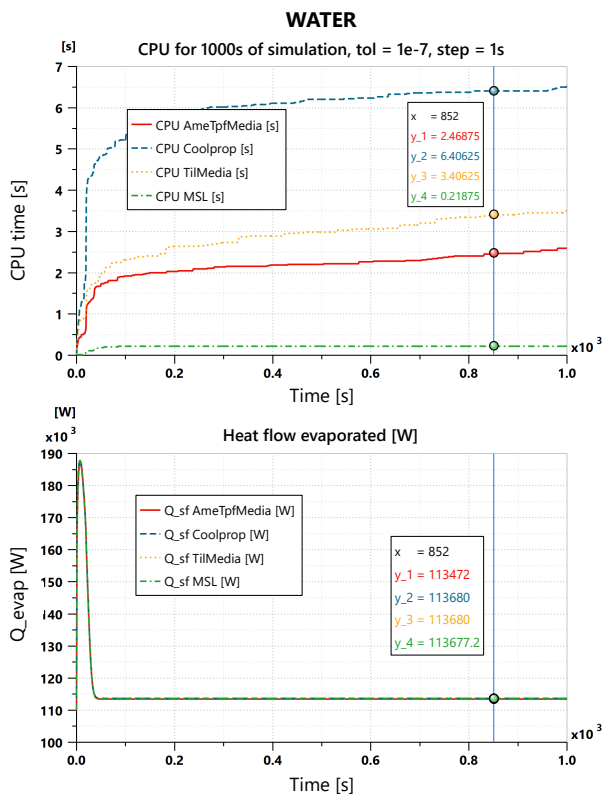 WATER
[s]
CPU for 1000s of simulation, tol = 1e-7, step = 1s
7
6
5
4
3
2
1
0
CPU time [s]
CPU AmeTpfMedia [s]
CPU Coolprop [s]
CPU TilMedia [s]
CPU MSL [s]
x = 852
y_1 = 2.46875
y_2 = 6.40625
y_3 = 3.40625
y_4 = 0.21875
0.0 0.2 0.4 0.6 0.8 1.0
x10 3
Time [s]
[W]
x10 3
Heat flow evaporated [W]
190
180
170
160
150
140
130
120
110
100
Q_evap [W]
Q_sf AmeTpfMedia [W]
Q_sf Coolprop [W]
Q_sf TilMedia [W]
Q_sf MSL [W]
x = 852
y_1 = 113472
y_2 = 113680
y_3 = 113680
y_4 = 113677.2
0.0 0.2 0.4 0.6 0.8 1.0
x10 3
Time [s]